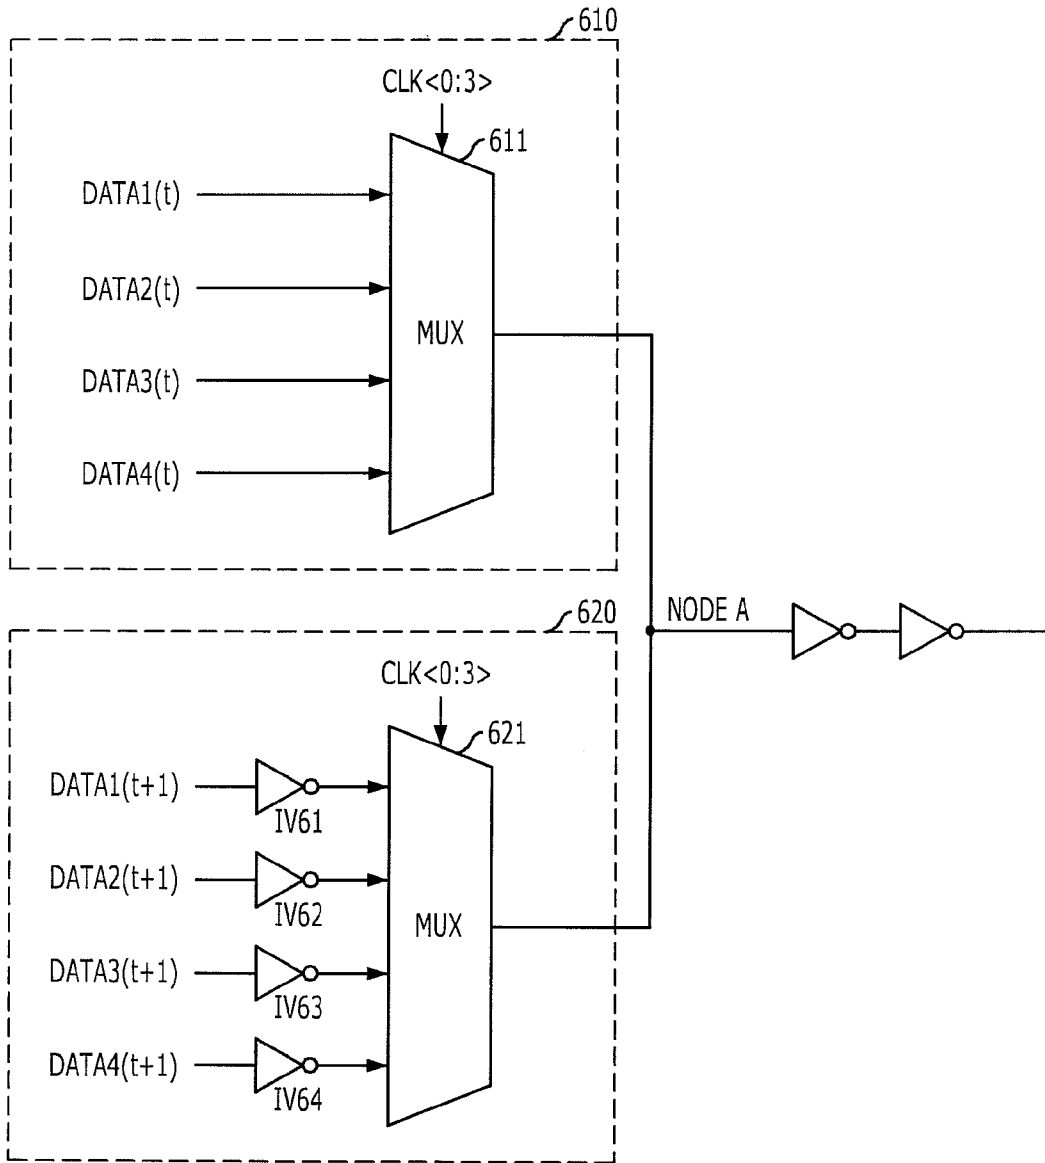 610
CLK<0:3>
611
DATA1(t)
DATA2(t)
MUX
DATA3(t)
DATA4(t)
620
NODE A
CLK<0:3>
621
DATA1(t+1)
IV61
DATA2(t+1)
IV62
MUX
DATA3(t+1)
IV63
DATA4(t+1)
IV64